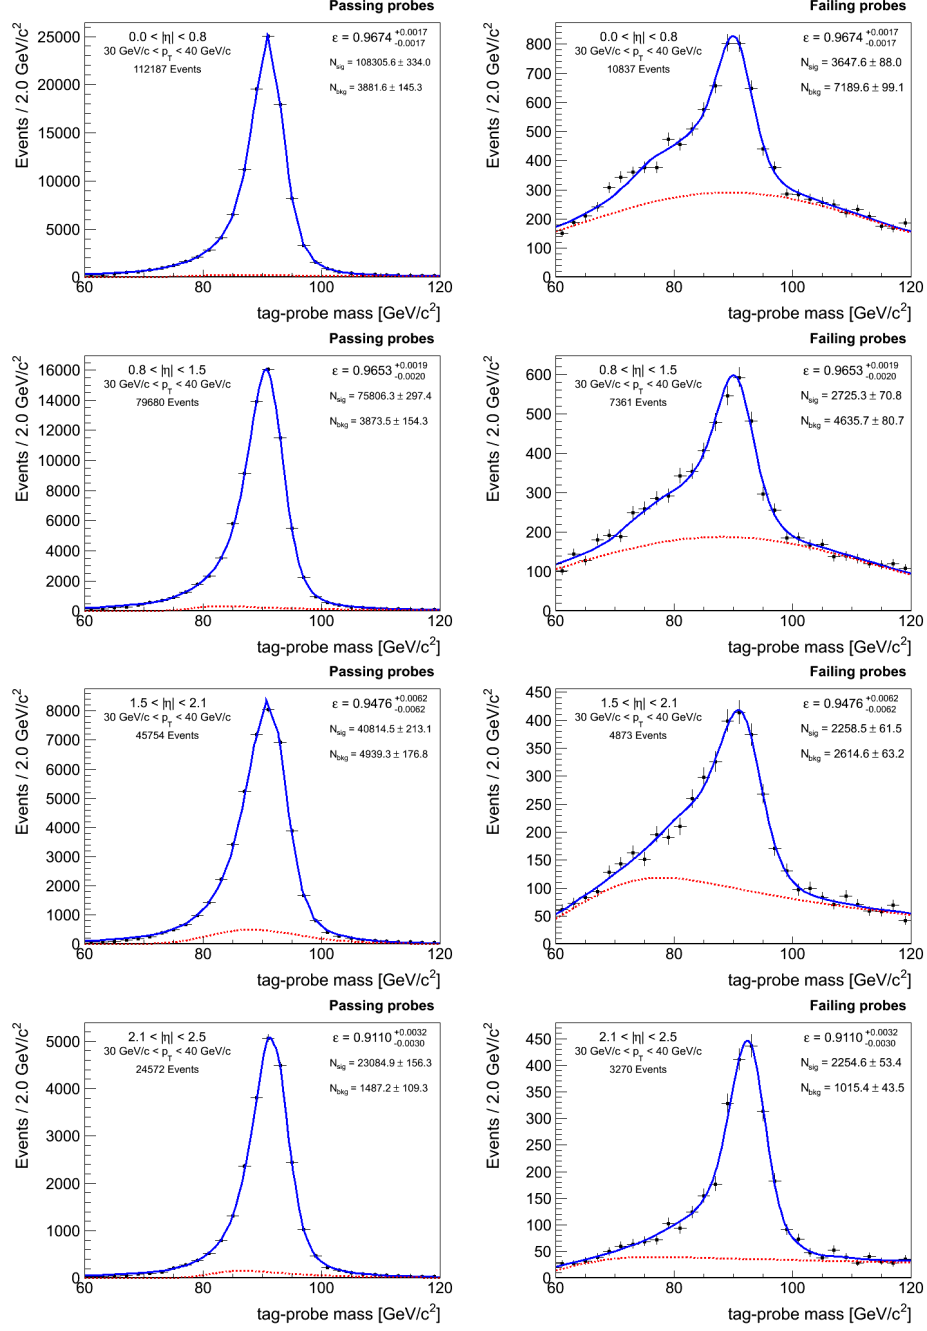 Passing probes
Events / 2.0 GeV/c²
0.0 < |η| < 0.8
30 GeV/c < p_T < 40 GeV/c
112187 Events
ε = 0.9674 +0.0017 -0.0017
N_sig = 108305.6 ± 334.0
N_bkg = 3881.6 ± 145.3
25000
20000
15000
10000
5000
0
60 80 100 120
tag-probe mass [GeV/c²]
Failing probes
Events / 2.0 GeV/c²
0.0 < |η| < 0.8
30 GeV/c < p_T < 40 GeV/c
10837 Events
ε = 0.9674 +0.0017 -0.0017
N_sig = 3647.6 ± 88.0
N_bkg = 7189.6 ± 99.1
800
700
600
500
400
300
200
100
0
60 80 100 120
tag-probe mass [GeV/c²]
Passing probes
Events / 2.0 GeV/c²
0.8 < |η| < 1.5
30 GeV/c < p_T < 40 GeV/c
79680 Events
ε = 0.9653 +0.0019 -0.0020
N_sig = 75806.3 ± 297.4
N_bkg = 3873.5 ± 154.3
16000
14000
12000
10000
8000
6000
4000
2000
0
60 80 100 120
tag-probe mass [GeV/c²]
Failing probes
Events / 2.0 GeV/c²
0.8 < |η| < 1.5
30 GeV/c < p_T < 40 GeV/c
7361 Events
ε = 0.9653 +0.0019 -0.0020
N_sig = 2725.3 ± 70.8
N_bkg = 4635.7 ± 80.7
600
500
400
300
200
100
0
60 80 100 120
tag-probe mass [GeV/c²]
Passing probes
Events / 2.0 GeV/c²
1.5 < |η| < 2.1
30 GeV/c < p_T < 40 GeV/c
45754 Events
ε = 0.9476 +0.0062 -0.0062
N_sig = 40814.5 ± 213.1
N_bkg = 4939.3 ± 176.8
8000
7000
6000
5000
4000
3000
2000
1000
0
60 80 100 120
tag-probe mass [GeV/c²]
Failing probes
Events / 2.0 GeV/c²
1.5 < |η| < 2.1
30 GeV/c < p_T < 40 GeV/c
4873 Events
ε = 0.9476 +0.0062 -0.0062
N_sig = 2258.5 ± 61.5
N_bkg = 2614.6 ± 63.2
450
400
350
300
250
200
150
100
50
0
60 80 100 120
tag-probe mass [GeV/c²]
Passing probes
Events / 2.0 GeV/c²
2.1 < |η| < 2.5
30 GeV/c < p_T < 40 GeV/c
24572 Events
ε = 0.9110 +0.0032 -0.0030
N_sig = 23084.9 ± 156.3
N_bkg = 1487.2 ± 109.3
5000
4000
3000
2000
1000
0
60 80 100 120
tag-probe mass [GeV/c²]
Failing probes
Events / 2.0 GeV/c²
2.1 < |η| < 2.5
30 GeV/c < p_T < 40 GeV/c
3270 Events
ε = 0.9110 +0.0032 -0.0030
N_sig = 2254.6 ± 53.4
N_bkg = 1015.4 ± 43.5
450
400
350
300
250
200
150
100
50
0
60 80 100 120
tag-probe mass [GeV/c²]